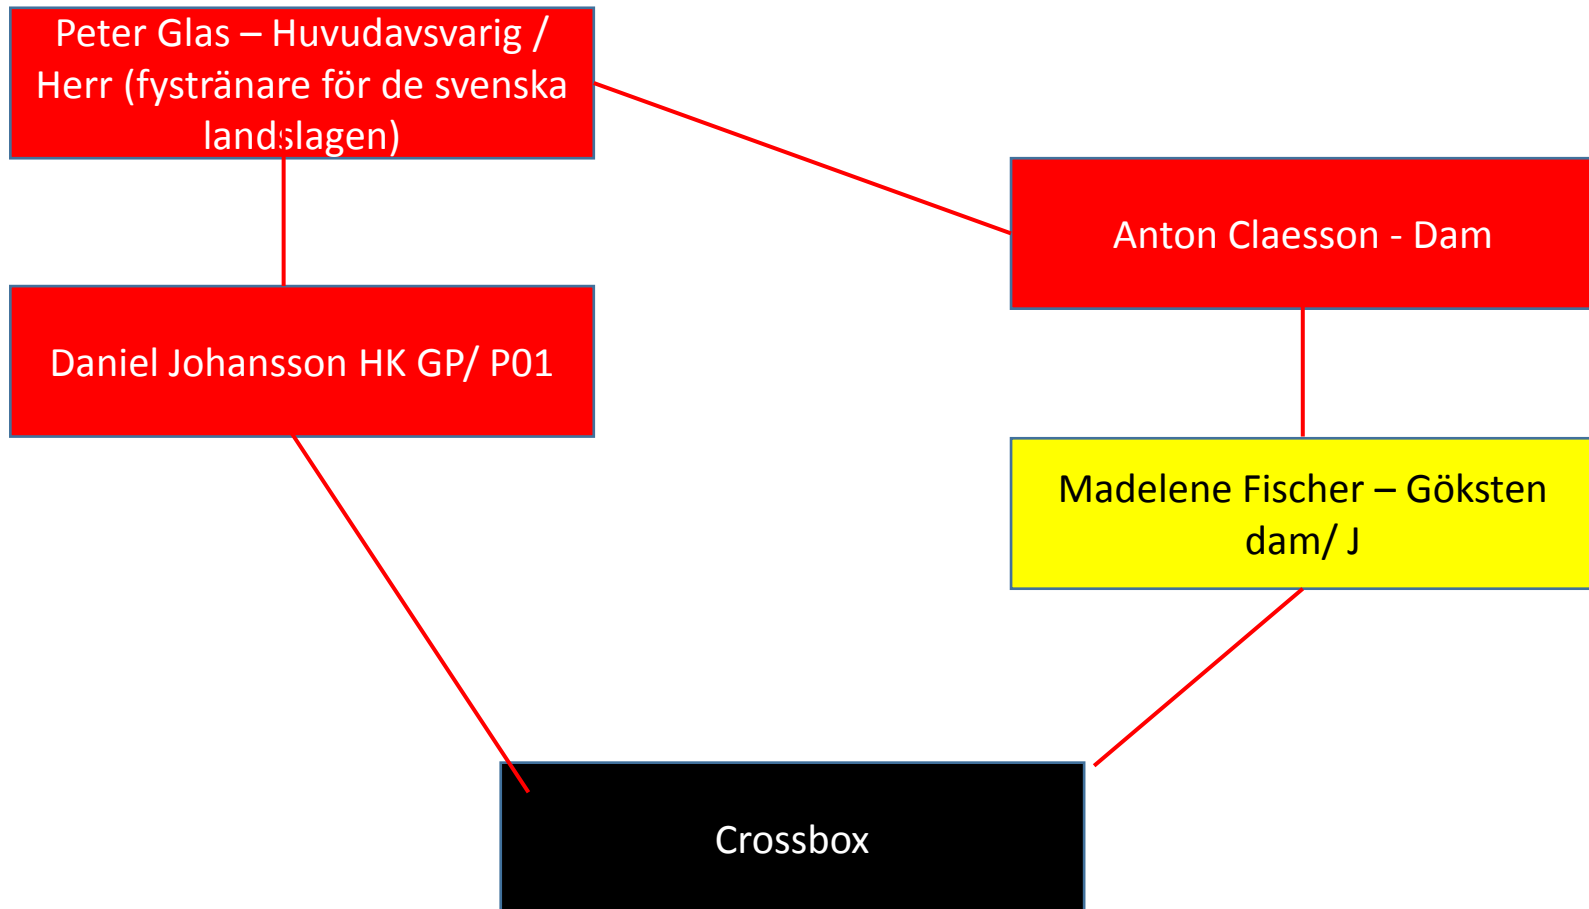 Peter Glas – Huvudavsvarig /
Herr (fystränare för de svenska
landslagen)
Anton Claesson - Dam
Daniel Johansson HK GP/ P01
Madelene Fischer – Göksten
dam/ J
Crossbox